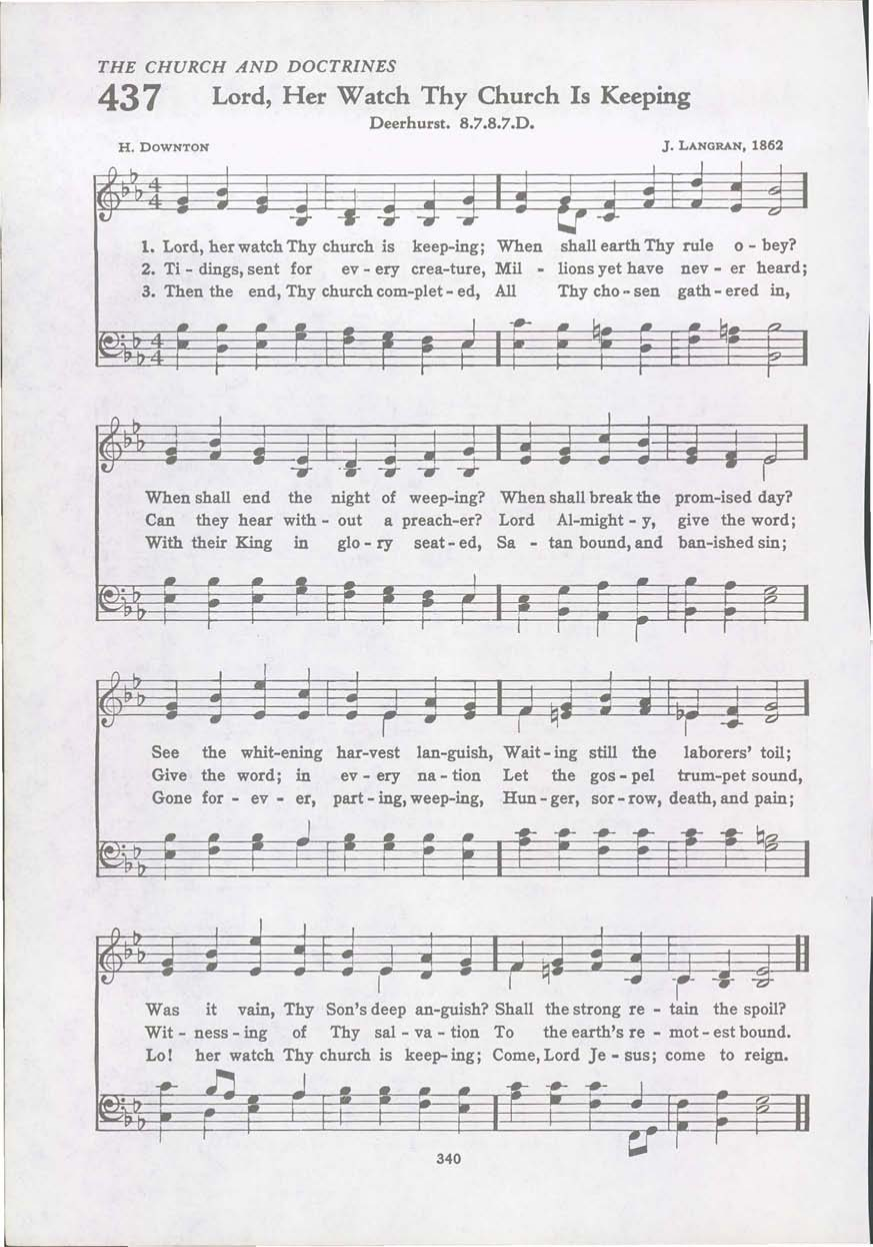 THE CHURCH AND DOCTRINES
437 Lord, Her Watch Thy Church Is Keeping
Deerhurst. 8.7.8.7.D.
H. DOWNTON J. LANGRAN, 1862
4
4
1. Lord, her watch Thy church is keep-ing; When shall earth Thy rule o - bey?
2. Ti - dings, sent for ev - ery crea-ture, Mil - lions yet have nev - er heard;
3. Then the end, Thy church com-plet - ed, All Thy cho - sen gath - ered in,
4
4
When shall end the night of weep-ing? When shall break the prom-ised day?
Can they hear with - out a preach-er? Lord Al-might - y, give the word;
With their King in glo - ry seat - ed, Sa - tan bound, and ban-ished sin;
See the whit-ening har-vest lan-guish, Wait - ing still the laborers' toil;
Give the word; in ev - ery na - tion Let the gos - pel trum-pet sound,
Gone for - ev - er, part - ing, weep-ing, Hun - ger, sor - row, death, and pain;
Was it vain, Thy Son's deep an-guish? Shall the strong re - tain the spoil?
Wit - ness - ing of Thy sal - va - tion To the earth's re - mot - est bound.
Lo! her watch Thy church is keep-ing; Come, Lord Je - sus; come to reign.
340